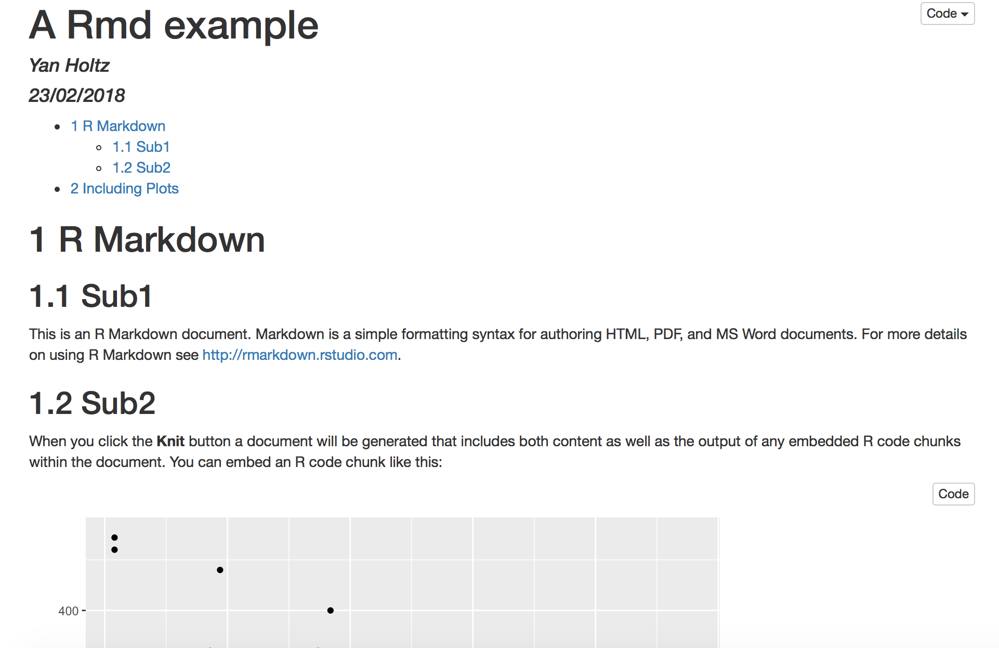 A Rmd example
Code
Yan Holtz
23/02/2018
1 R Markdown
1.1 Sub1
1.2 Sub2
2 Including Plots
1 R Markdown
1.1 Sub1
This is an R Markdown document. Markdown is a simple formatting syntax for authoring HTML, PDF, and MS Word documents. For more details
on using R Markdown see http://rmarkdown.rstudio.com.
1.2 Sub2
When you click the Knit button a document will be generated that includes both content as well as the output of any embedded R code chunks
within the document. You can embed an R code chunk like this:
Code
400